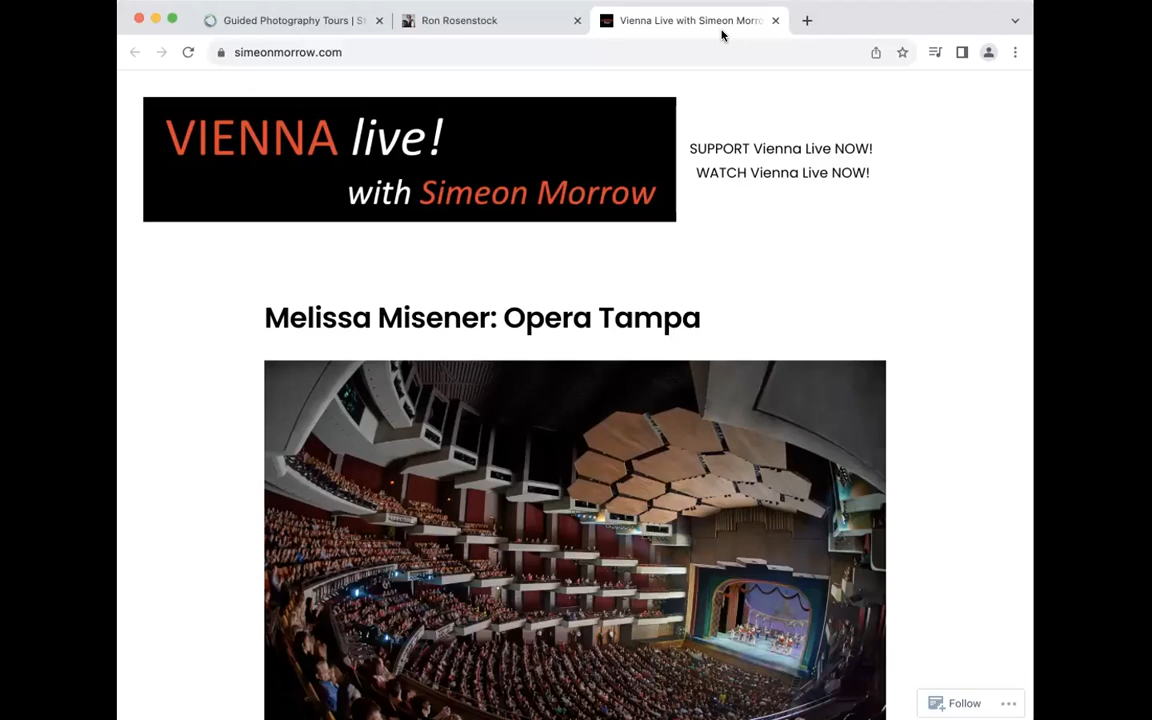 Guided Photography Tours | St
Ron Rosenstock
Vienna Live with Simeon Morro
simeonmorrow.com
VIENNA live!
with Simeon Morrow
SUPPORT Vienna Live NOW!
WATCH Vienna Live NOW!
Melissa Misener: Opera Tampa
Follow